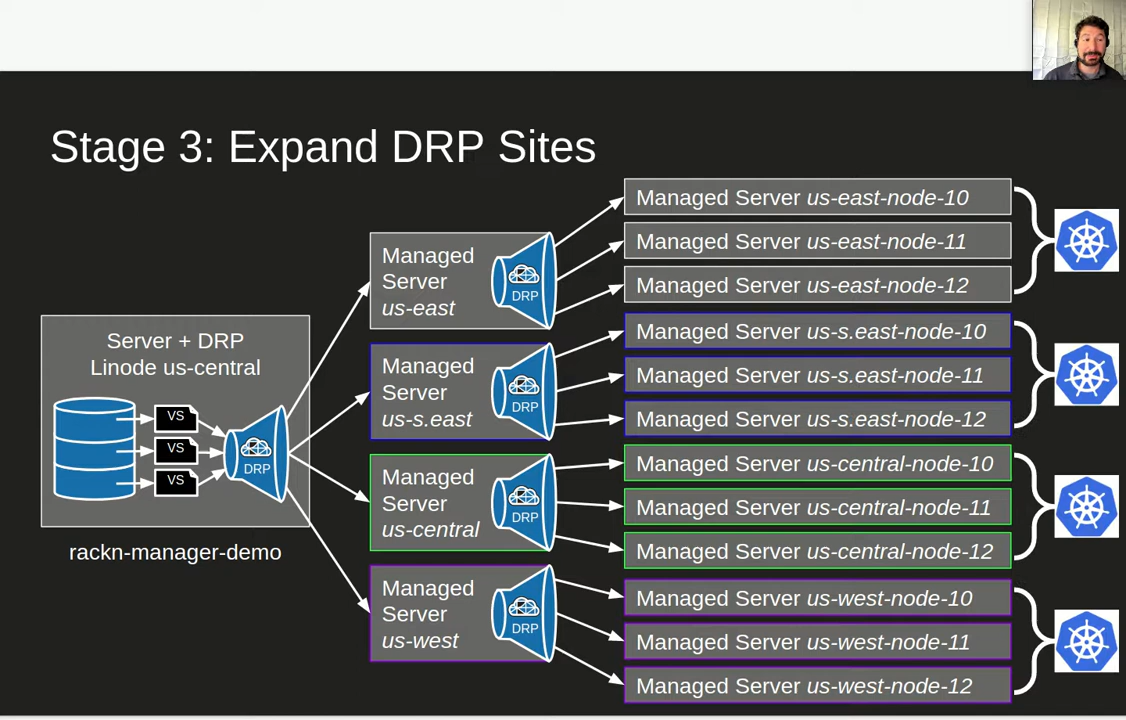 Stage 3: Expand DRP Sites
Server + DRP
Linode us-central
VS
VS
VS
DRP
rackn-manager-demo
Managed
Server
us-east
DRP
Managed
Server
us-s.east
DRP
Managed
Server
us-central
DRP
Managed
Server
us-west
DRP
Managed Server us-east-node-10
Managed Server us-east-node-11
Managed Server us-east-node-12
Managed Server us-s.east-node-10
Managed Server us-s.east-node-11
Managed Server us-s.east-node-12
Managed Server us-central-node-10
Managed Server us-central-node-11
Managed Server us-central-node-12
Managed Server us-west-node-10
Managed Server us-west-node-11
Managed Server us-west-node-12